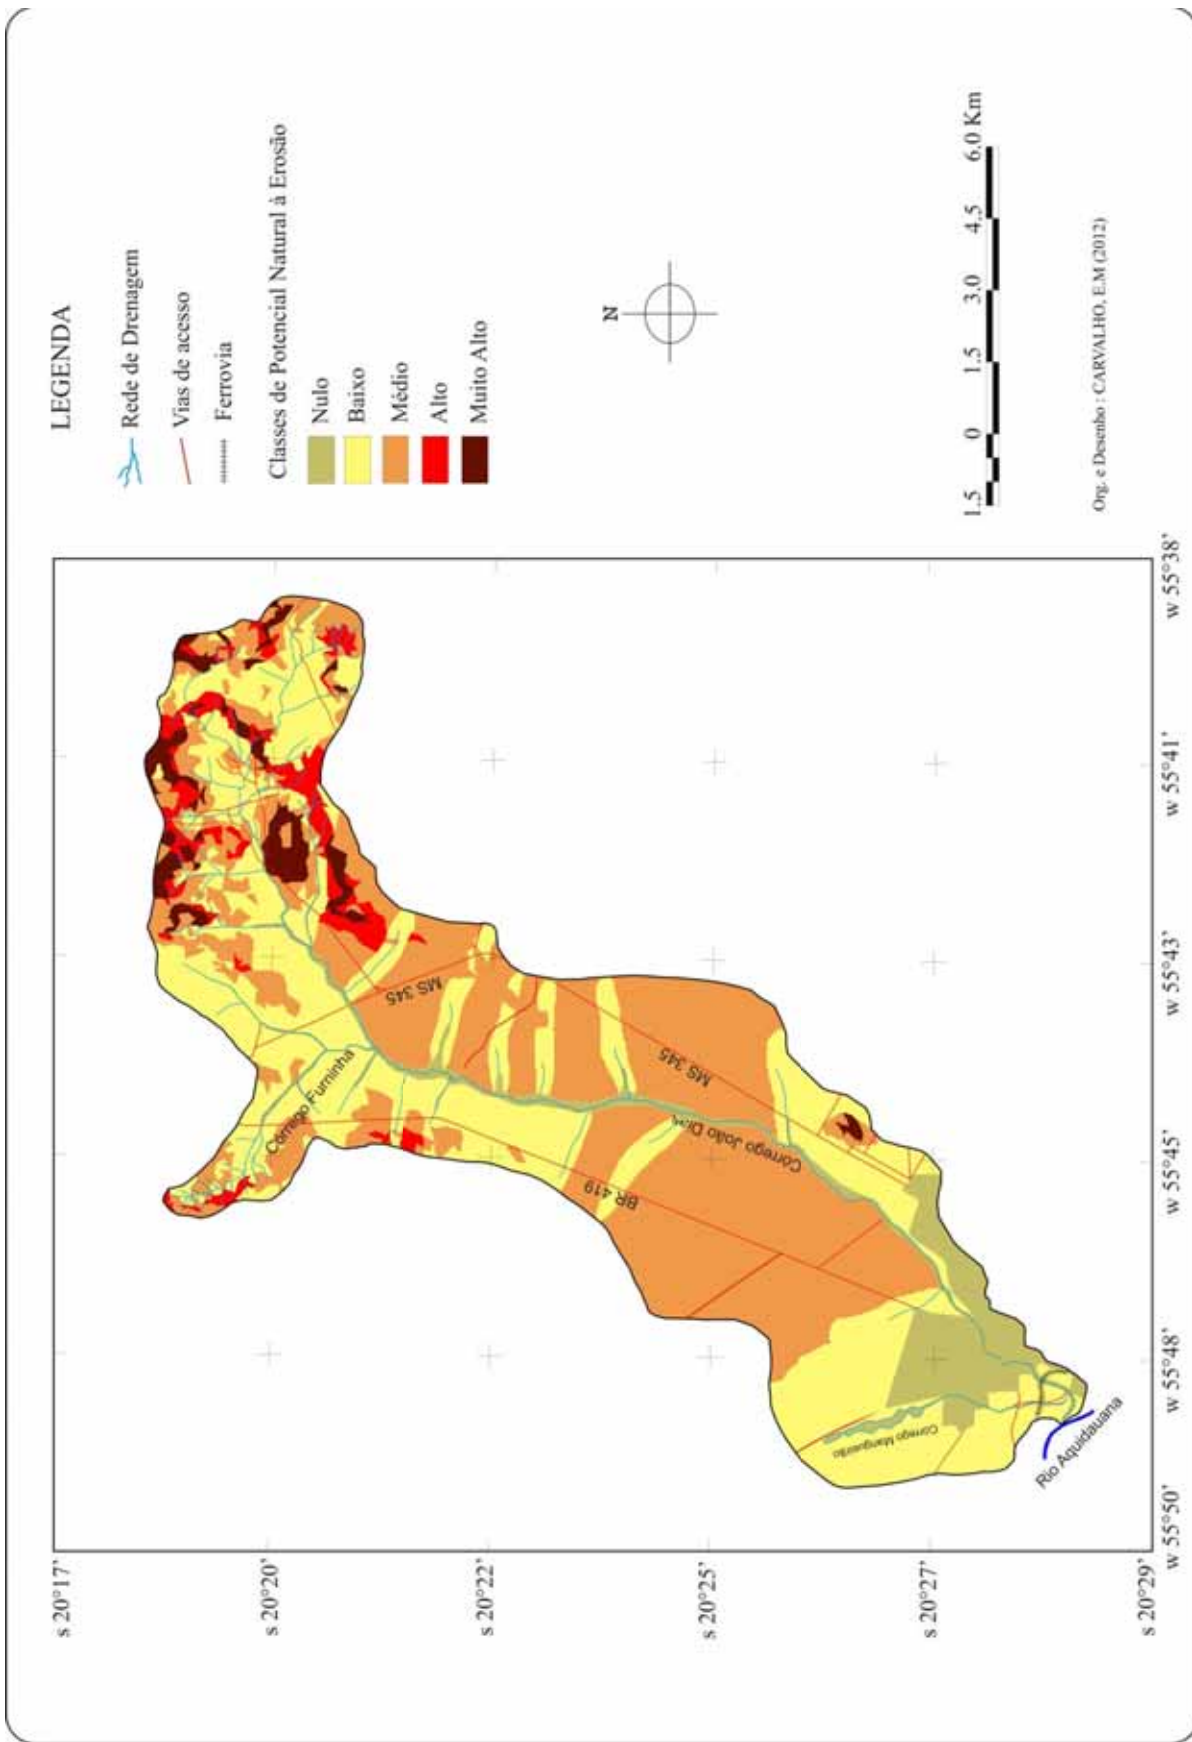 LEGENDA
Rede de Drenagem
Vias de acesso
Ferrovia
Classes de Potencial Natural à Erosão
Nulo
Baixo
Médio
Alto
Muito Alto
N
1.5 0 1.5 3.0 4.5 6.0 Km
Org. e Desenho : CARVALHO, E.M (2012)
s 20°17'
s 20°20'
s 20°22'
s 20°25'
s 20°27'
s 20°29'
w 55°50'
w 55°48'
w 55°45'
w 55°43'
w 55°41'
w 55°38'
Córrego Furninha
MS 345
MS 345
BR 419
Córrego João Dias
Córrego Mangueirão
Rio Aquidauana